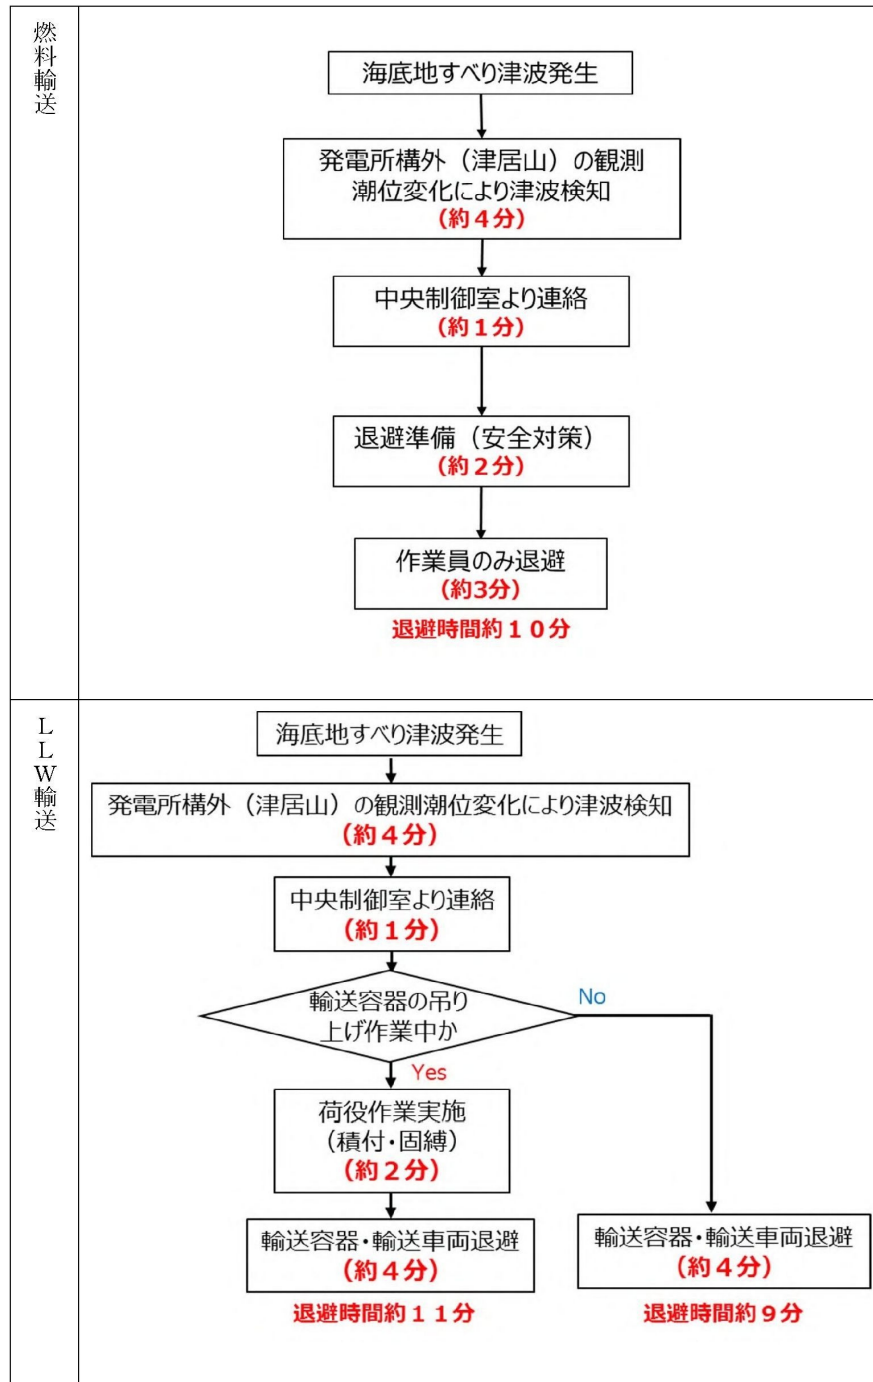 燃料輸送
海底地すべり津波発生
発電所構外（津居山）の観測
潮位変化により津波検知
（約４分）
中央制御室より連絡
（約１分）
退避準備（安全対策）
（約２分）
作業員のみ退避
（約3分）
退避時間約１０分
ＬＬＷ輸送
海底地すべり津波発生
発電所構外（津居山）の観測潮位変化により津波検知
（約４分）
中央制御室より連絡
（約１分）
輸送容器の吊り
上げ作業中か
No
Yes
荷役作業実施
（積付・固縛）
（約２分）
輸送容器・輸送車両退避
（約４分）
退避時間約１１分
輸送容器・輸送車両退避
（約４分）
退避時間約９分